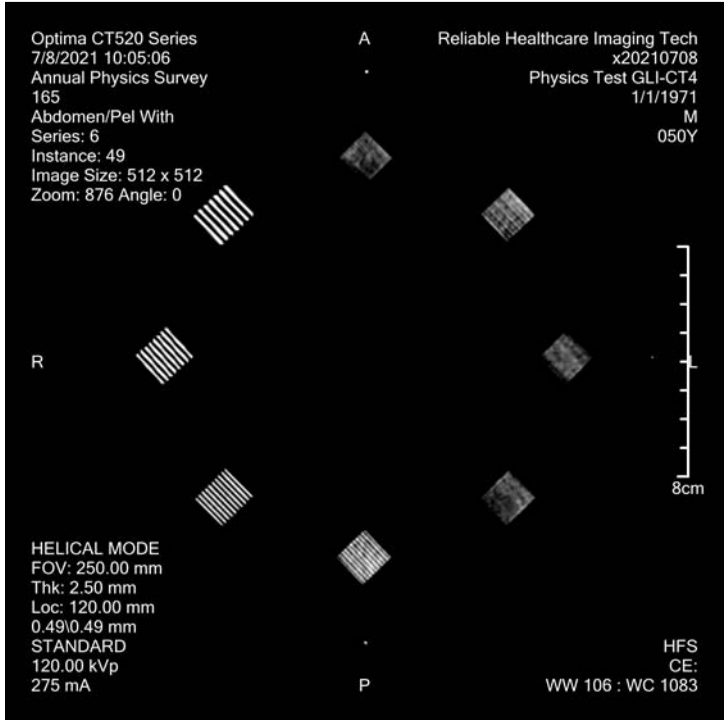 Optima CT520 Series
7/8/2021 10:05:06
Annual Physics Survey
165
Abdomen/Pel With
Series: 6
Instance: 49
Image Size: 512 x 512
Zoom: 876 Angle: 0
A
Reliable Healthcare Imaging Tech
x20210708
Physics Test GLI-CT4
1/1/1971
M
050Y
R
L
8cm
HELICAL MODE
FOV: 250.00 mm
Thk: 2.50 mm
Loc: 120.00 mm
0.49\0.49 mm
STANDARD
120.00 kVp
275 mA
P
HFS
CE:
WW 106 : WC 1083